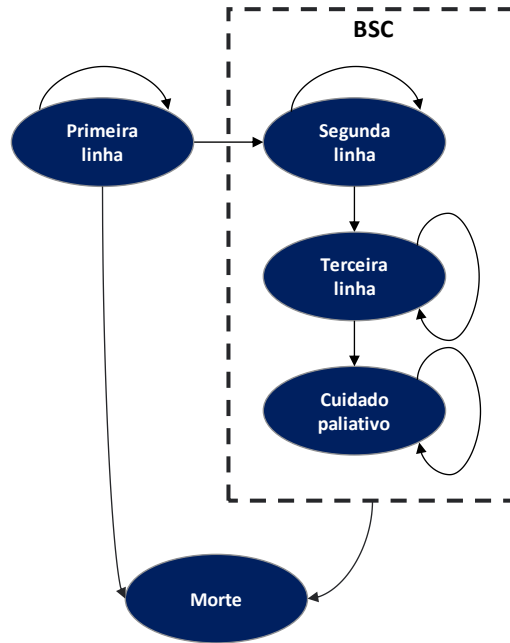 BSC
Primeira
linha
Segunda
linha
Terceira
linha
Cuidado
paliativo
Morte